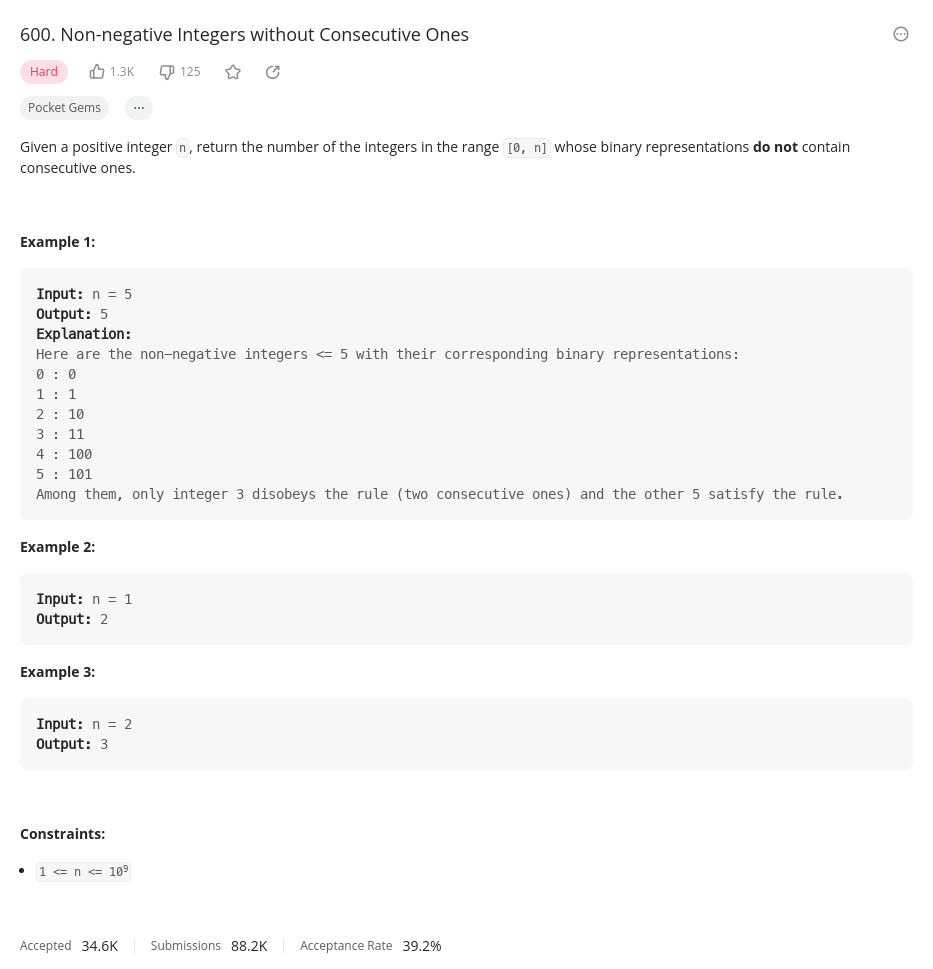 600. Non-negative Integers without Consecutive Ones
Hard 1.3K 125
Pocket Gems ...
Given a positive integer n, return the number of the integers in the range [0, n] whose binary representations do not contain
consecutive ones.
Example 1:
Input: n = 5
Output: 5
Explanation:
Here are the non-negative integers <= 5 with their corresponding binary representations:
0 : 0
1 : 1
2 : 10
3 : 11
4 : 100
5 : 101
Among them, only integer 3 disobeys the rule (two consecutive ones) and the other 5 satisfy the rule.
Example 2:
Input: n = 1
Output: 2
Example 3:
Input: n = 2
Output: 3
Constraints:
• 1 <= n <= 10⁹
Accepted 34.6K Submissions 88.2K Acceptance Rate 39.2%